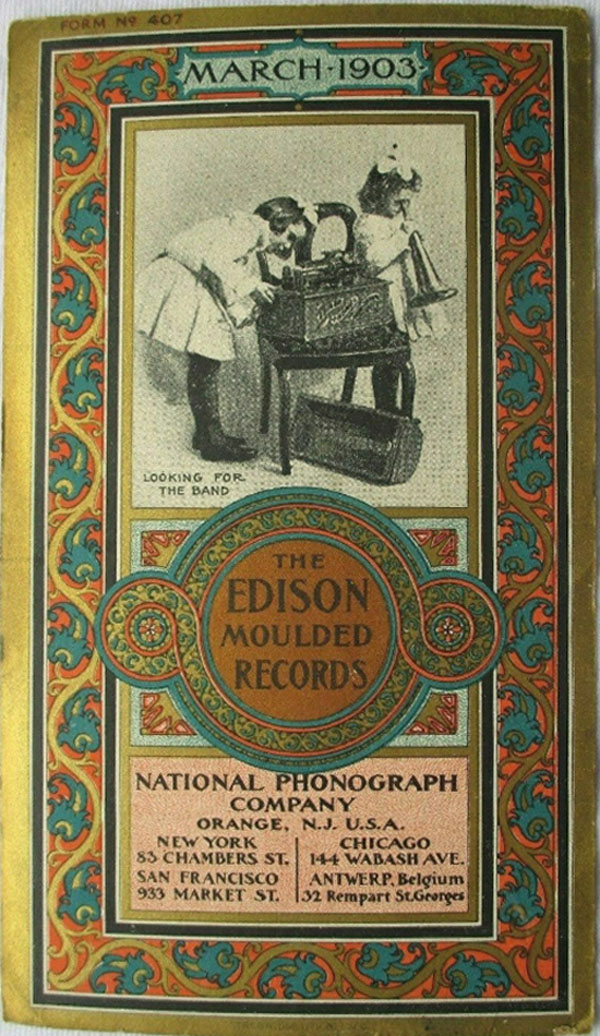 FORM Nº 407
MARCH·1903
LOOKING FOR
THE BAND
THE
EDISON
MOULDED
RECORDS
NATIONAL PHONOGRAPH
COMPANY
ORANGE, N.J. U.S.A.
NEW YORK
83 CHAMBERS ST.
SAN FRANCISCO
933 MARKET ST.
CHICAGO
144 WABASH AVE.
ANTWERP, Belgium
32 Rempart St.Georges